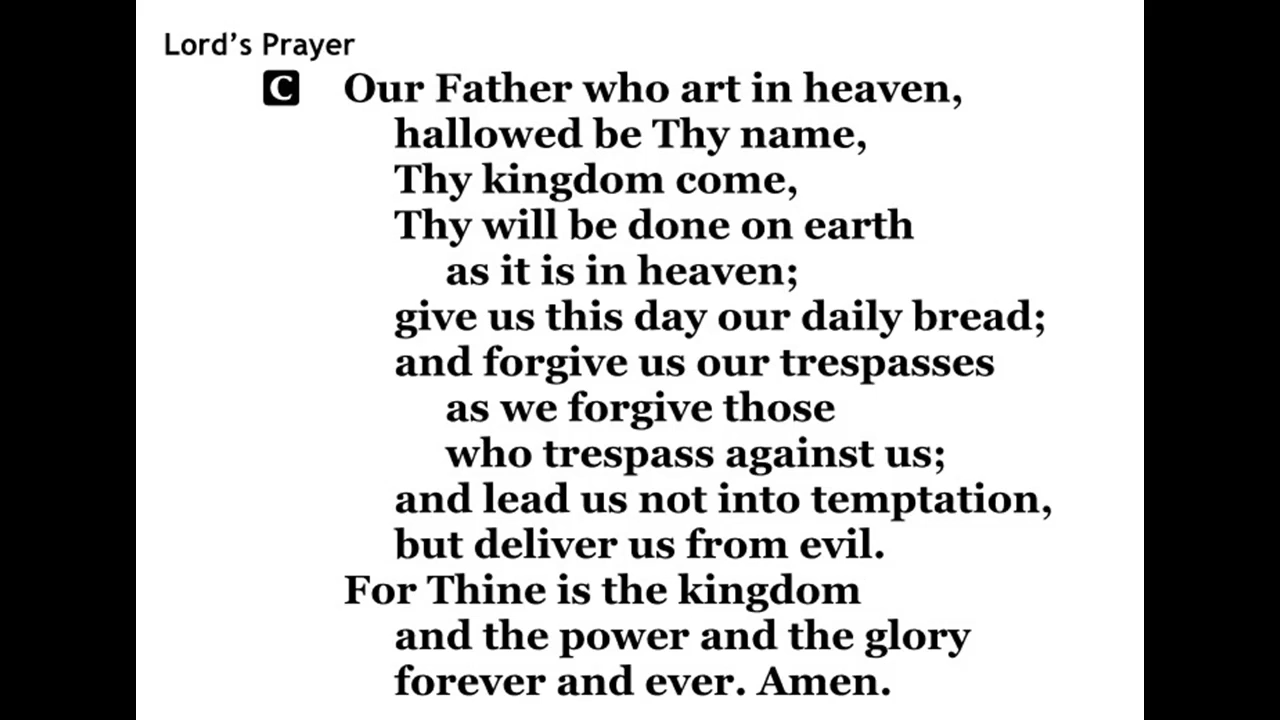 Lord's Prayer
C Our Father who art in heaven,
hallowed be Thy name,
Thy kingdom come,
Thy will be done on earth
as it is in heaven;
give us this day our daily bread;
and forgive us our trespasses
as we forgive those
who trespass against us;
and lead us not into temptation,
but deliver us from evil.
For Thine is the kingdom
and the power and the glory
forever and ever. Amen.